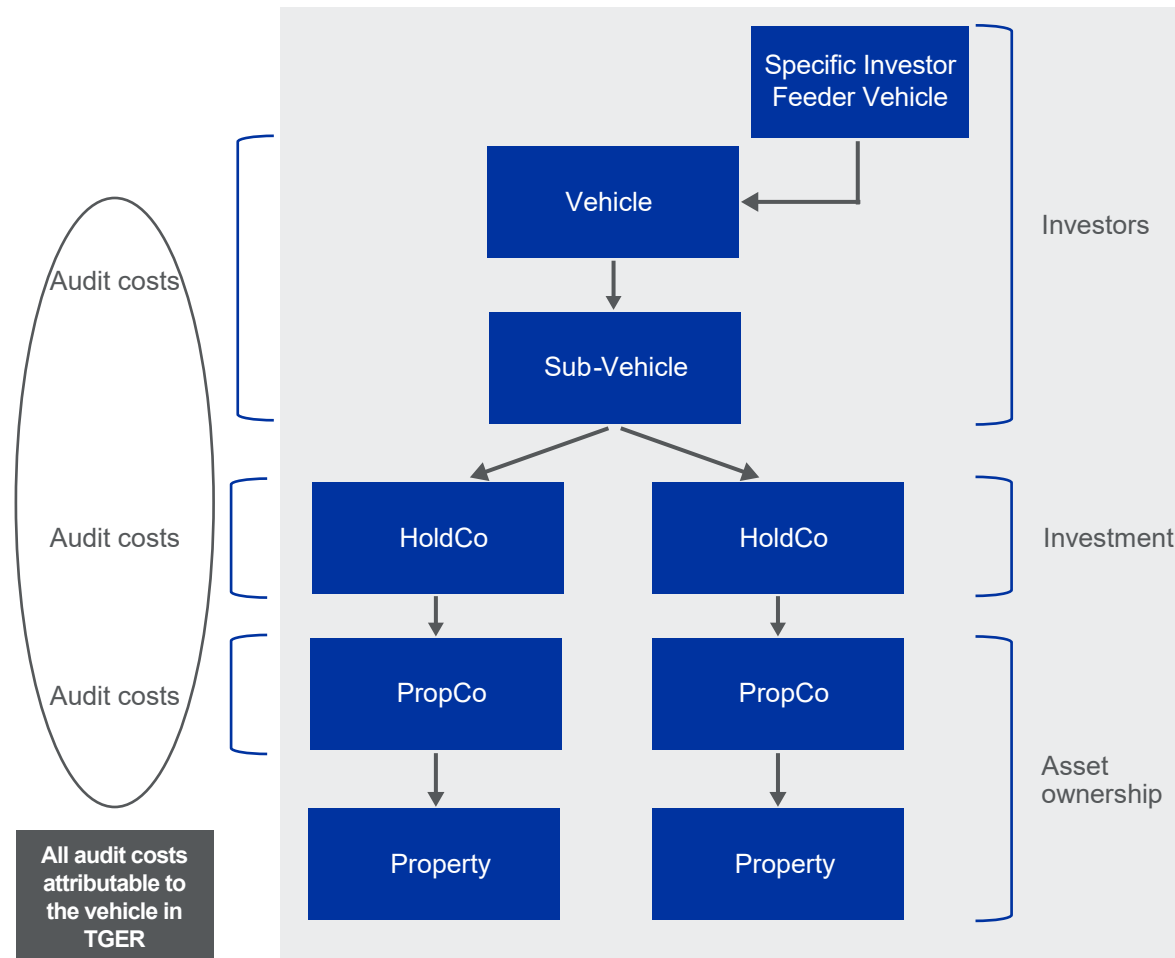 Specific Investor
Feeder Vehicle
Vehicle
Investors
Audit costs
Sub-Vehicle
Audit costs
HoldCo
HoldCo
Investment
Audit costs
PropCo
PropCo
Asset
ownership
All audit costs
attributable to
the vehicle in
TGER
Property
Property